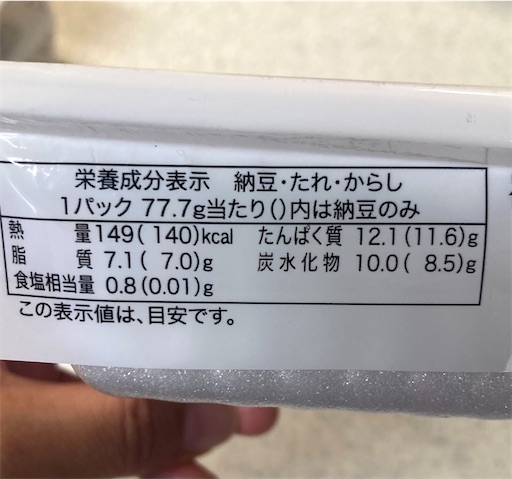 栄養成分表示 納豆・たれ・からし
1パック 77.7g当たり()内は納豆のみ
熱量149(140)kcal たんぱく質 12.1(11.6)g
脂質 7.1(7.0)g 炭水化物 10.0(8.5)g
食塩相当量 0.8(0.01)g
この表示値は、目安です。